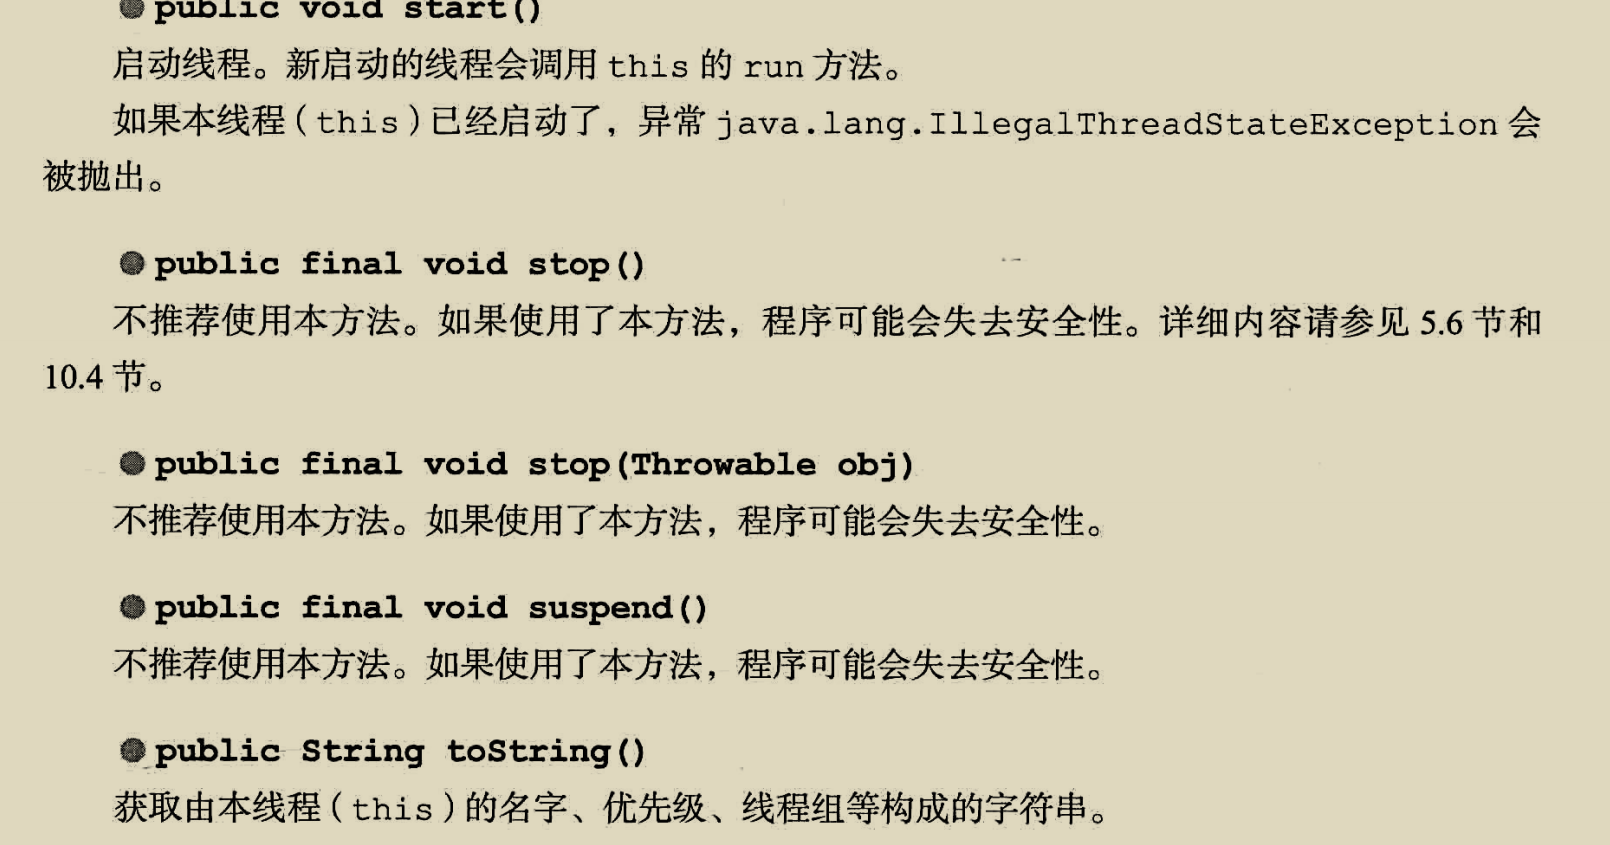 ● public void start()
启动线程。新启动的线程会调用 this 的 run 方法。
如果本线程(this)已经启动了，异常 java.lang.IllegalThreadStateException 会
被抛出。
● public final void stop()
不推荐使用本方法。如果使用了本方法，程序可能会失去安全性。详细内容请参见 5.6 节和
10.4 节。
● public final void stop(Throwable obj)
不推荐使用本方法。如果使用了本方法，程序可能会失去安全性。
● public final void suspend()
不推荐使用本方法。如果使用了本方法，程序可能会失去安全性。
● public String toString()
获取由本线程(this)的名字、优先级、线程组等构成的字符串。